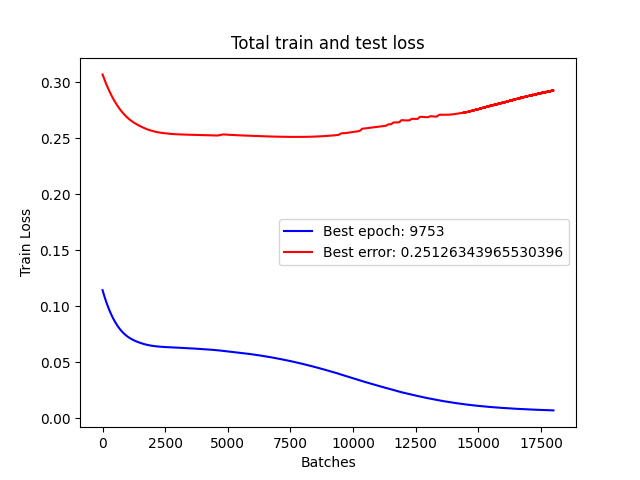 Total train and test loss
Train Loss
0.30
0.25
0.20
0.15
0.10
0.05
0.00
Best epoch: 9753
Best error: 0.25126343965530396
0 2500 5000 7500 10000 12500 15000 17500
Batches